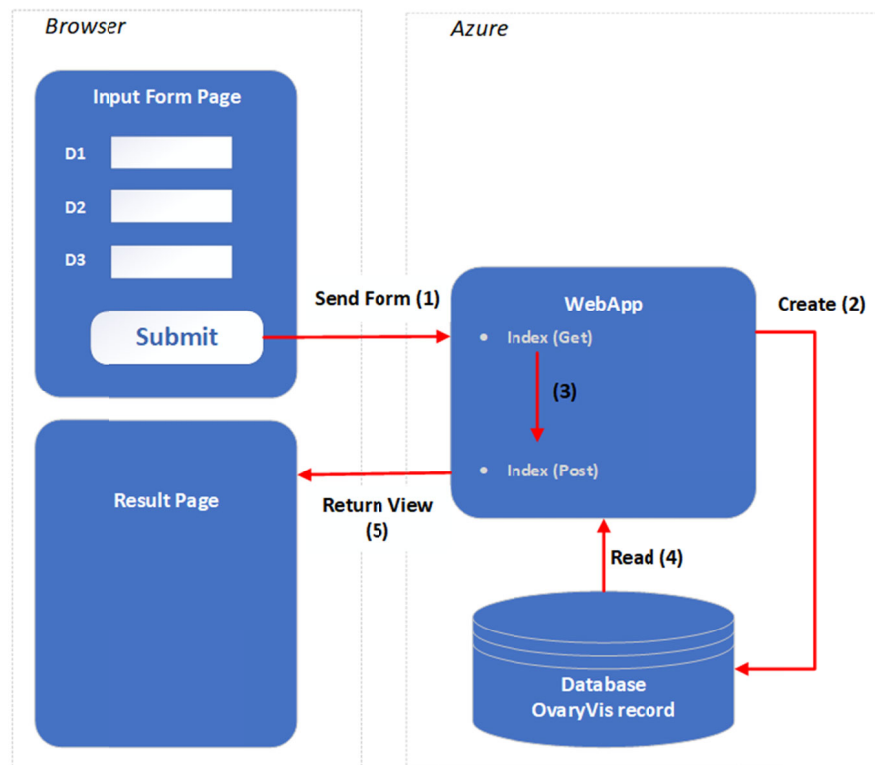 Browser
Azure
Input Form Page
D1
D2
D3
Submit
Send Form (1)
WebApp
Create (2)
• Index (Get)
(3)
• Index (Post)
Result Page
Return View
(5)
Read (4)
Database
OvaryVis record